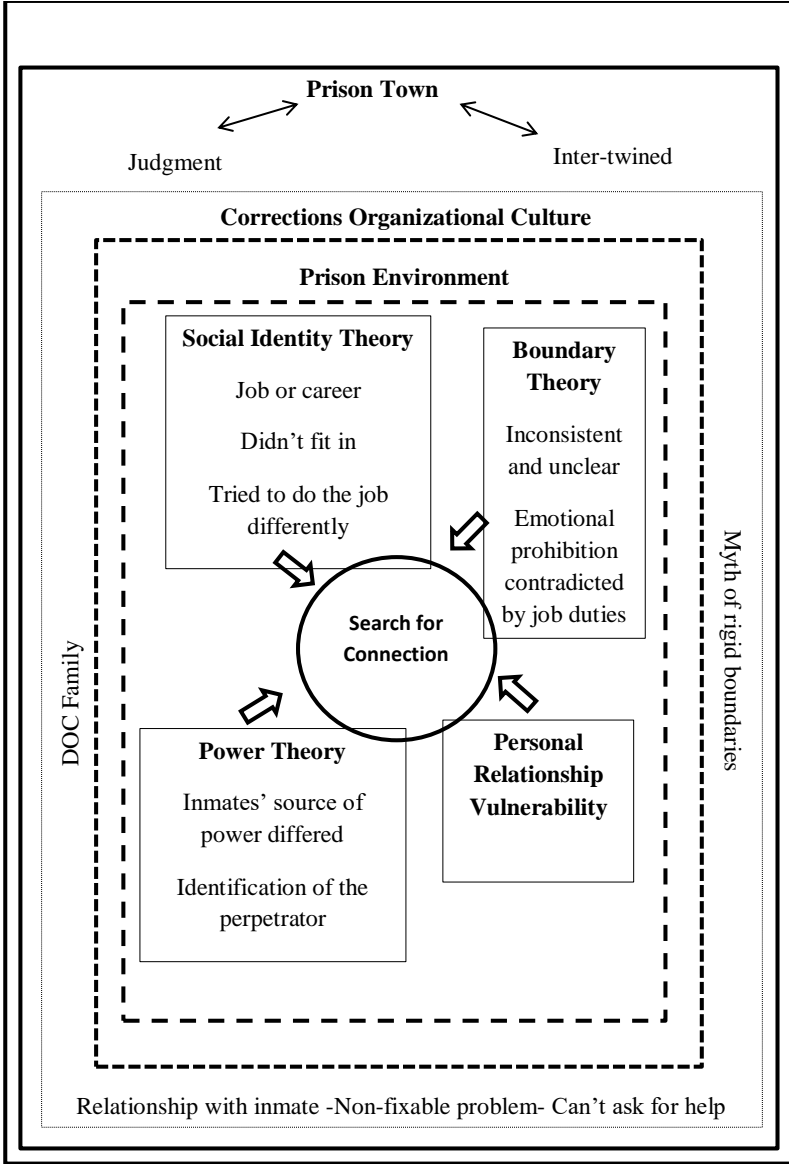 Prison Town
Judgment
Inter-twined
Corrections Organizational Culture
Prison Environment
Social Identity Theory
Job or career
Didn’t fit in
Tried to do the job
differently
Boundary
Theory
Inconsistent
and unclear
Emotional
prohibition
contradicted
by job duties
Search for
Connection
DOC Family
Myth of rigid boundaries
Power Theory
Inmates’ source of
power differed
Identification of the
perpetrator
Personal
Relationship
Vulnerability
Relationship with inmate -Non-fixable problem- Can’t ask for help